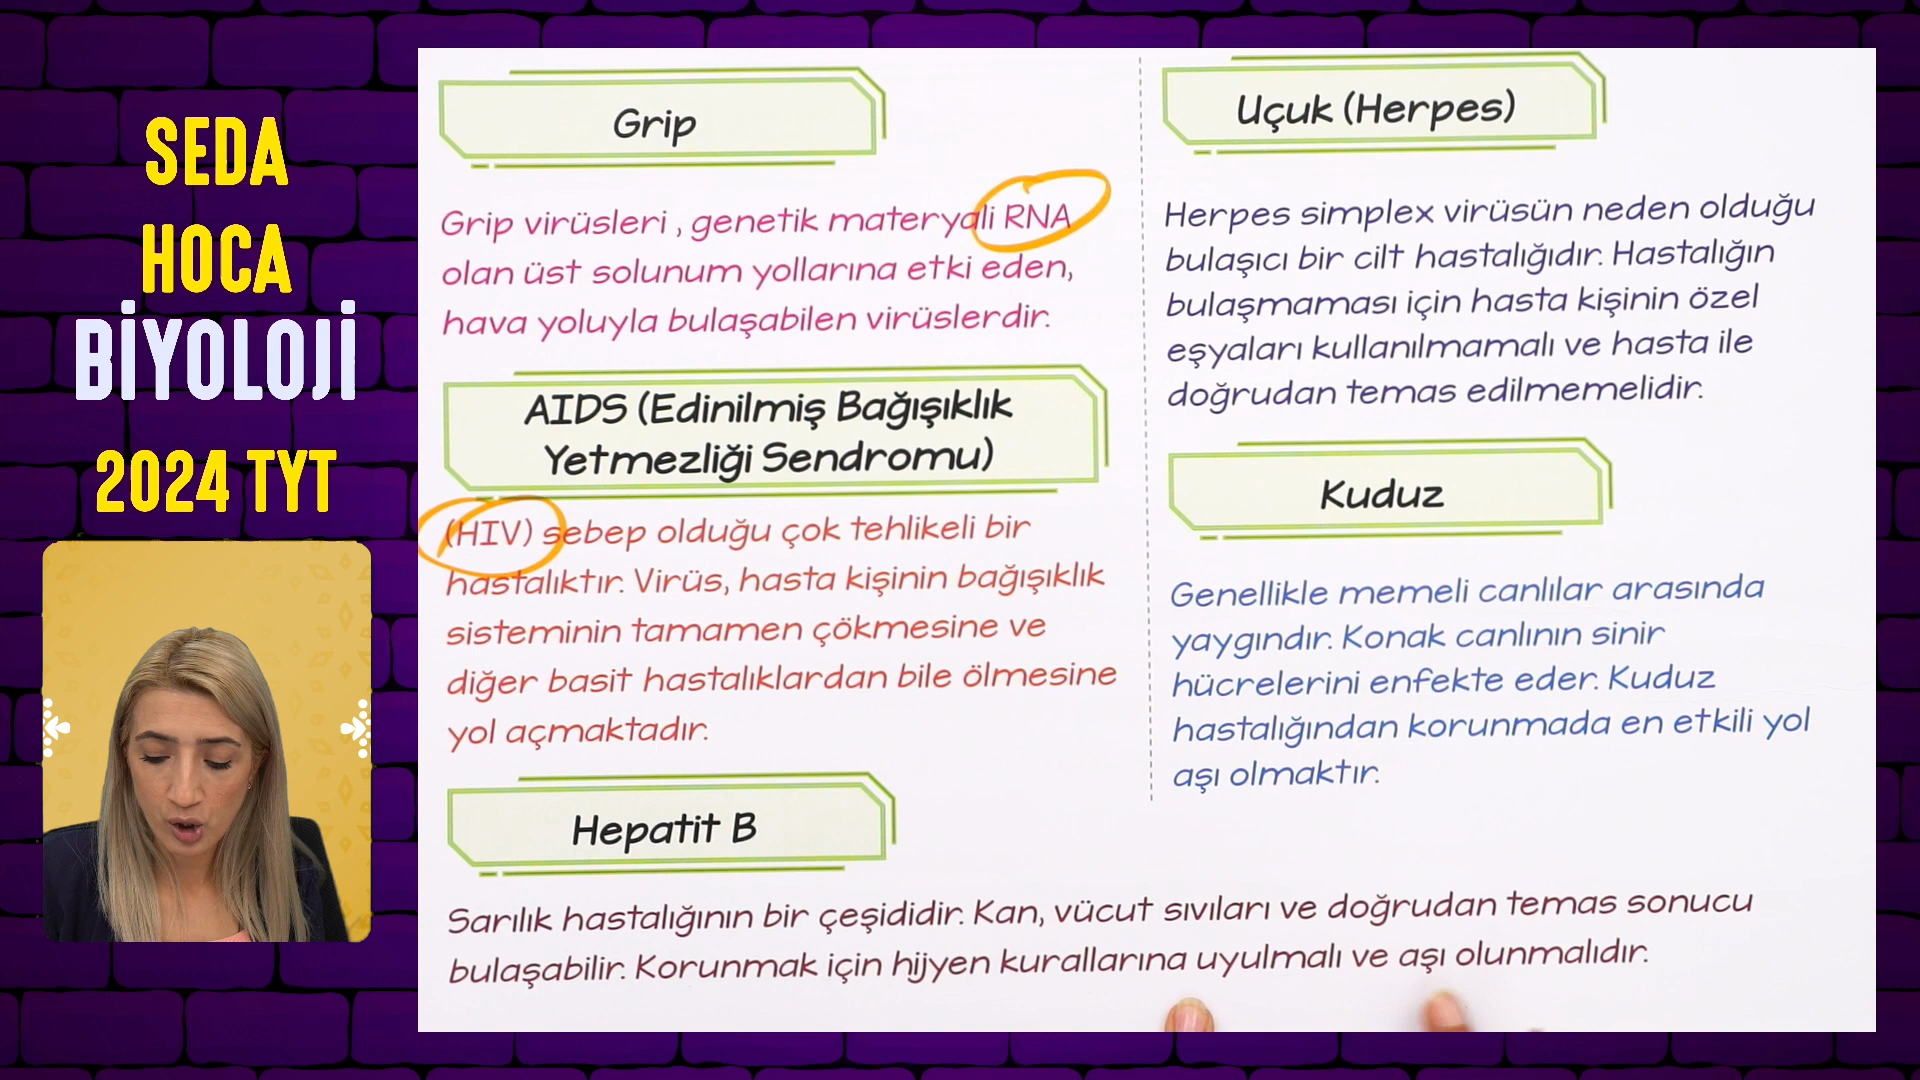 SEDA
HOCA
BİYOLOJİ
2024 TYT
Grip
Grip virüsleri , genetik materyali RNA
olan üst solunum yollarına etki eden,
hava yoluyla bulaşabilen virüslerdir.
AIDS (Edinilmiş Bağışıklık
Yetmezliği Sendromu)
(HIV) sebep olduğu çok tehlikeli bir
hastalıktır. Virüs, hasta kişinin bağışıklık
sisteminin tamamen çökmesine ve
diğer basit hastalıklardan bile ölmesine
yol açmaktadır.
Hepatit B
Sarılık hastalığının bir çeşididir. Kan, vücut sıvıları ve doğrudan temas sonucu
bulaşabilir. Korunmak için hijyen kurallarına uyulmalı ve aşı olunmalıdır.
Uçuk (Herpes)
Herpes simplex virüsün neden olduğu
bulaşıcı bir cilt hastalığıdır. Hastalığın
bulaşmaması için hasta kişinin özel
eşyaları kullanılmamalı ve hasta ile
doğrudan temas edilmemelidir.
Kuduz
Genellikle memeli canlılar arasında
yaygındır. Konak canlının sinir
hücrelerini enfekte eder. Kuduz
hastalığından korunmada en etkili yol
aşı olmaktır.